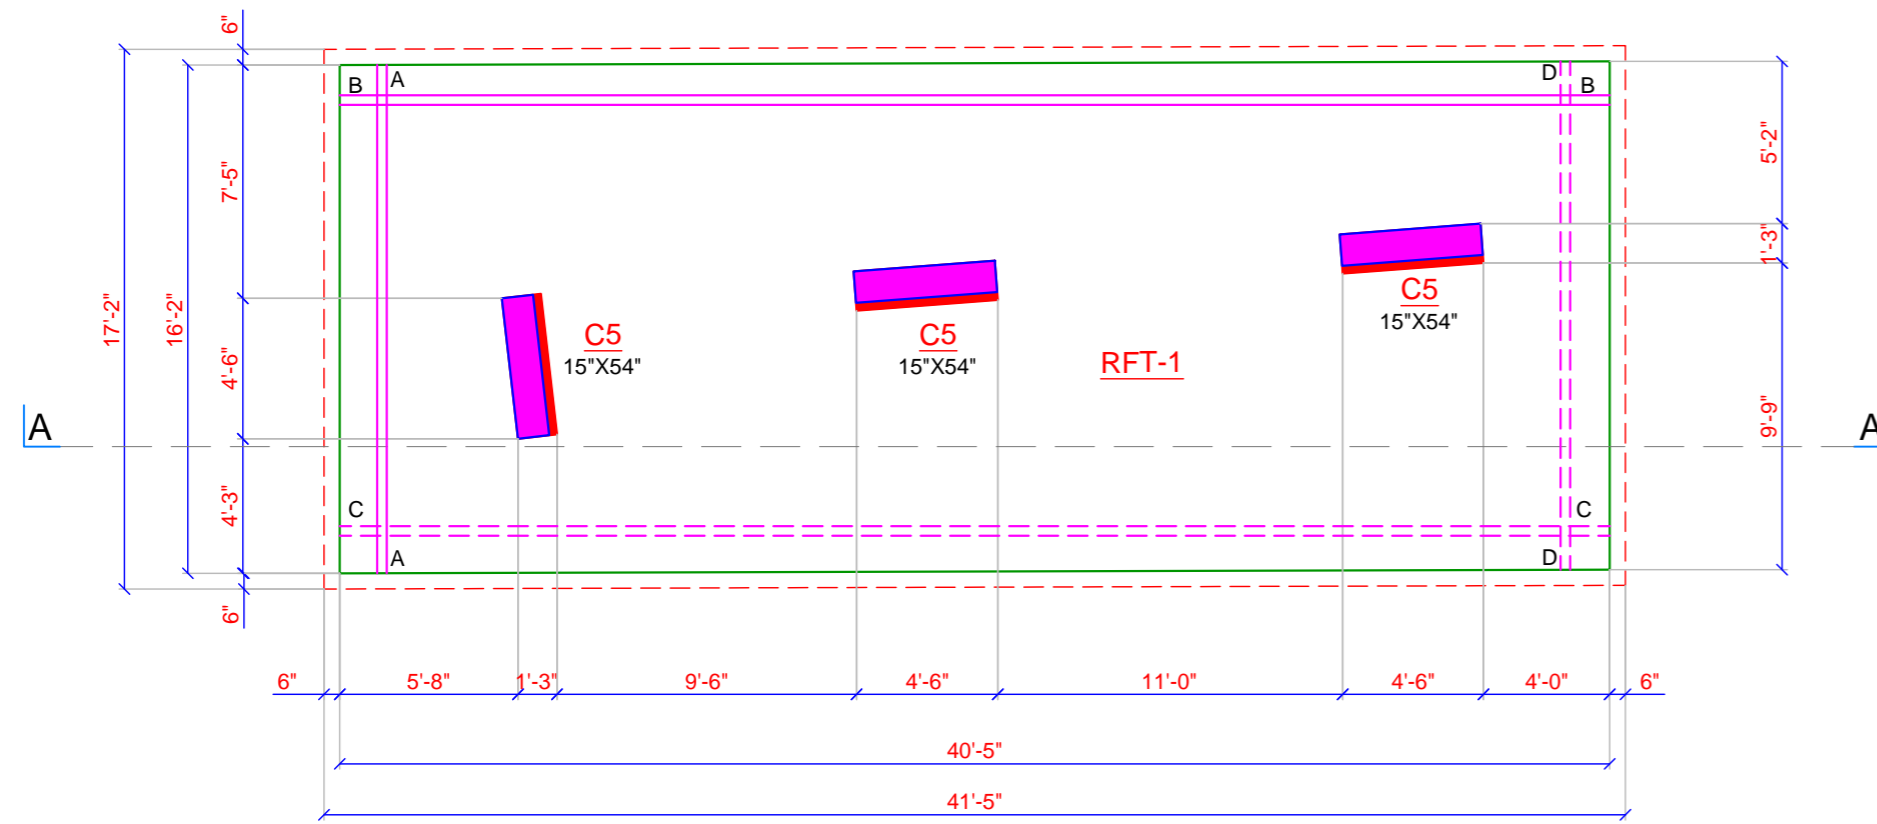 6"
D
B
A
B
5'-2"
7'-5"
1'-3"
C5
15"X54"
17'-2"
16'-2"
4'-6"
C5
15"X54"
C5
15"X54"
RFT-1
A
A
9'-9"
4'-3"
C
C
A
D
6"
6"
5'-8"
1'-3"
9'-6"
4'-6"
11'-0"
4'-6"
4'-0"
6"
40'-5"
41'-5"